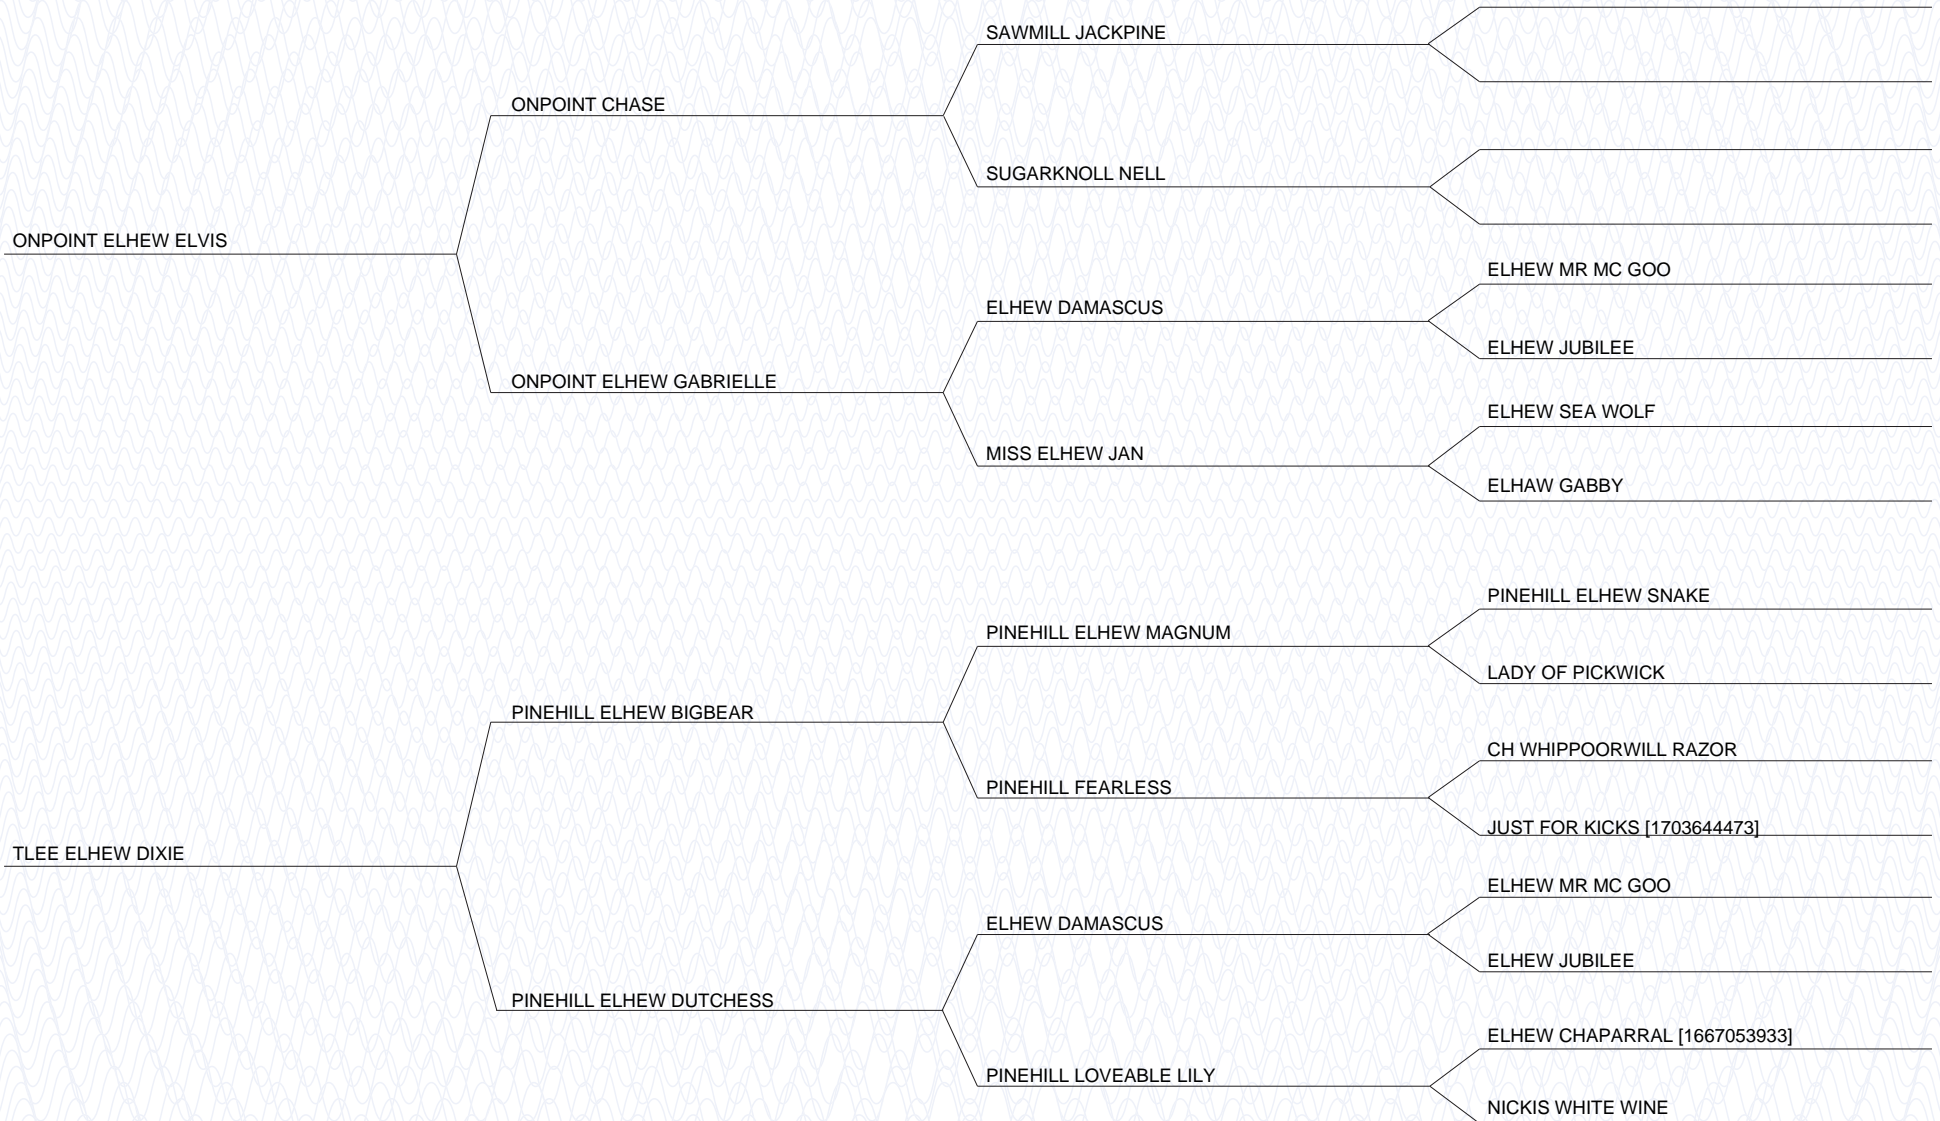 SAWMILL JACKPINE
ONPOINT CHASE
SUGARKNOLL NELL
ONPOINT ELHEW ELVIS
ELHEW MR MC GOO
ELHEW DAMASCUS
ELHEW JUBILEE
ONPOINT ELHEW GABRIELLE
ELHEW SEA WOLF
MISS ELHEW JAN
ELHAW GABBY
PINEHILL ELHEW SNAKE
PINEHILL ELHEW MAGNUM
LADY OF PICKWICK
PINEHILL ELHEW BIGBEAR
CH WHIPPOORWILL RAZOR
PINEHILL FEARLESS
JUST FOR KICKS [1703644473]
TLEE ELHEW DIXIE
ELHEW MR MC GOO
ELHEW DAMASCUS
ELHEW JUBILEE
PINEHILL ELHEW DUTCHESS
ELHEW CHAPARRAL [1667053933]
PINEHILL LOVEABLE LILY
NICKIS WHITE WINE